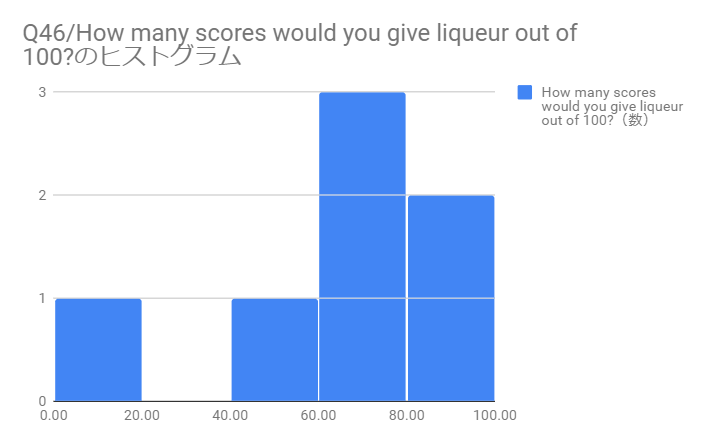 Q46/How many scores would you give liqueur out of
100?のヒストグラム
3
How many scores
would you give liqueur
out of 100?（数）
2
1
0
0.00 20.00 40.00 60.00 80.00 100.00